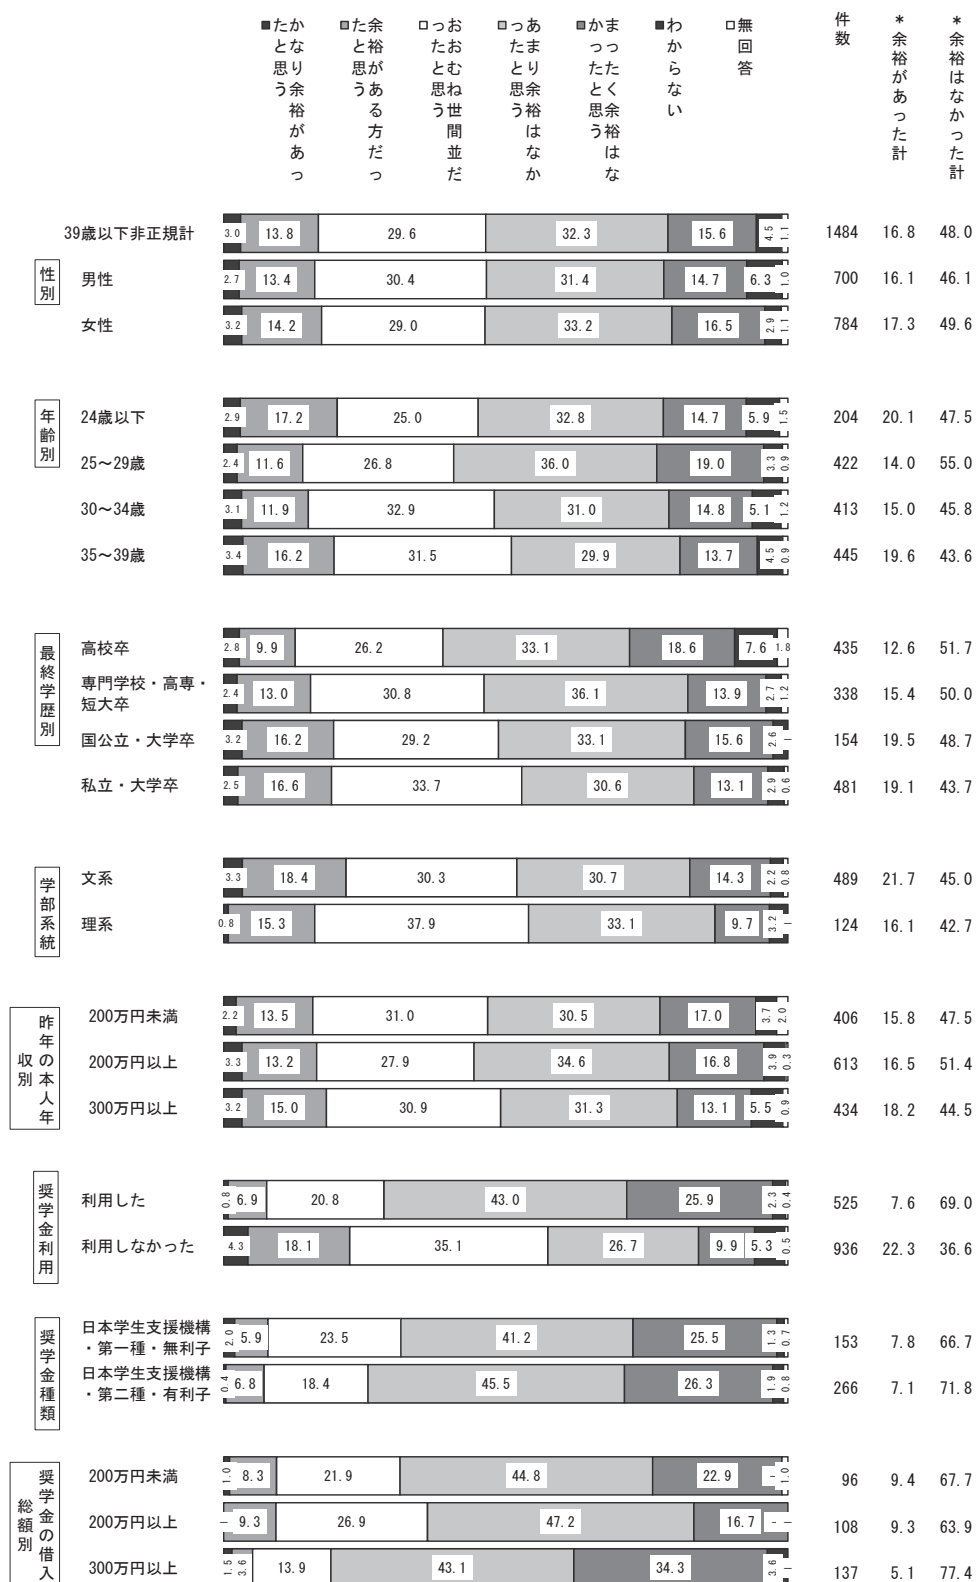 ■かなり余裕があっ
たと思う
■余裕がある方だっ
たと思う
□おおむね世間並だ
ったと思う
■あまり余裕はなか
ったと思う
■まったく余裕はな
かったと思う
■わからない
□無回答
件数
*余裕があった計
*余裕はなかった計
39歳以下非正規計 3.0 13.8 29.6 32.3 15.6 4.5 1.1 1484 16.8 48.0
性別
男性 2.7 13.4 30.4 31.4 14.7 6.3 1.0 700 16.1 46.1
女性 3.2 14.2 29.0 33.2 16.5 2.9 1.1 784 17.3 49.6
年齢別
24歳以下 2.9 17.2 25.0 32.8 14.7 5.9 1.5 204 20.1 47.5
25～29歳 2.4 11.6 26.8 36.0 19.0 3.3 0.9 422 14.0 55.0
30～34歳 3.1 11.9 32.9 31.0 14.8 5.1 1.2 413 15.0 45.8
35～39歳 3.4 16.2 31.5 29.9 13.7 4.5 0.9 445 19.6 43.6
最終学歴別
高校卒 2.8 9.9 26.2 33.1 18.6 7.6 1.8 435 12.6 51.7
専門学校・高専・
短大卒 2.4 13.0 30.8 36.1 13.9 2.7 1.2 338 15.4 50.0
国公立・大学卒 3.2 16.2 29.2 33.1 15.6 2.6 - 154 19.5 48.7
私立・大学卒 2.5 16.6 33.7 30.6 13.1 2.9 0.6 481 19.1 43.7
学部系統
文系 3.3 18.4 30.3 30.7 14.3 2.2 0.8 489 21.7 45.0
理系 0.8 15.3 37.9 33.1 9.7 3.2 - 124 16.1 42.7
昨年の本人年
収別
200万円未満 2.2 13.5 31.0 30.5 17.0 3.7 2.0 406 15.8 47.5
200万円以上 3.3 13.2 27.9 34.6 16.8 3.9 0.3 613 16.5 51.4
300万円以上 3.2 15.0 30.9 31.3 13.1 5.5 0.9 434 18.2 44.5
奨学金利用
利用した 0.8 6.9 20.8 43.0 25.9 2.3 0.4 525 7.6 69.0
利用しなかった 4.3 18.1 35.1 26.7 9.9 5.3 0.5 936 22.3 36.6
奨学金種類
日本学生支援機構
・第一種・無利子 2.0 5.9 23.5 41.2 25.5 1.3 0.7 153 7.8 66.7
日本学生支援機構
・第二種・有利子 0.4 6.8 18.4 45.5 26.3 1.9 0.8 266 7.1 71.8
奨学金の借入
総額別
200万円未満 1.0 8.3 21.9 44.8 22.9 - 1.0 96 9.4 67.7
200万円以上 - 9.3 26.9 47.2 16.7 - - 108 9.3 63.9
300万円以上 1.5 3.6 13.9 43.1 34.3 3.6 - 137 5.1 77.4